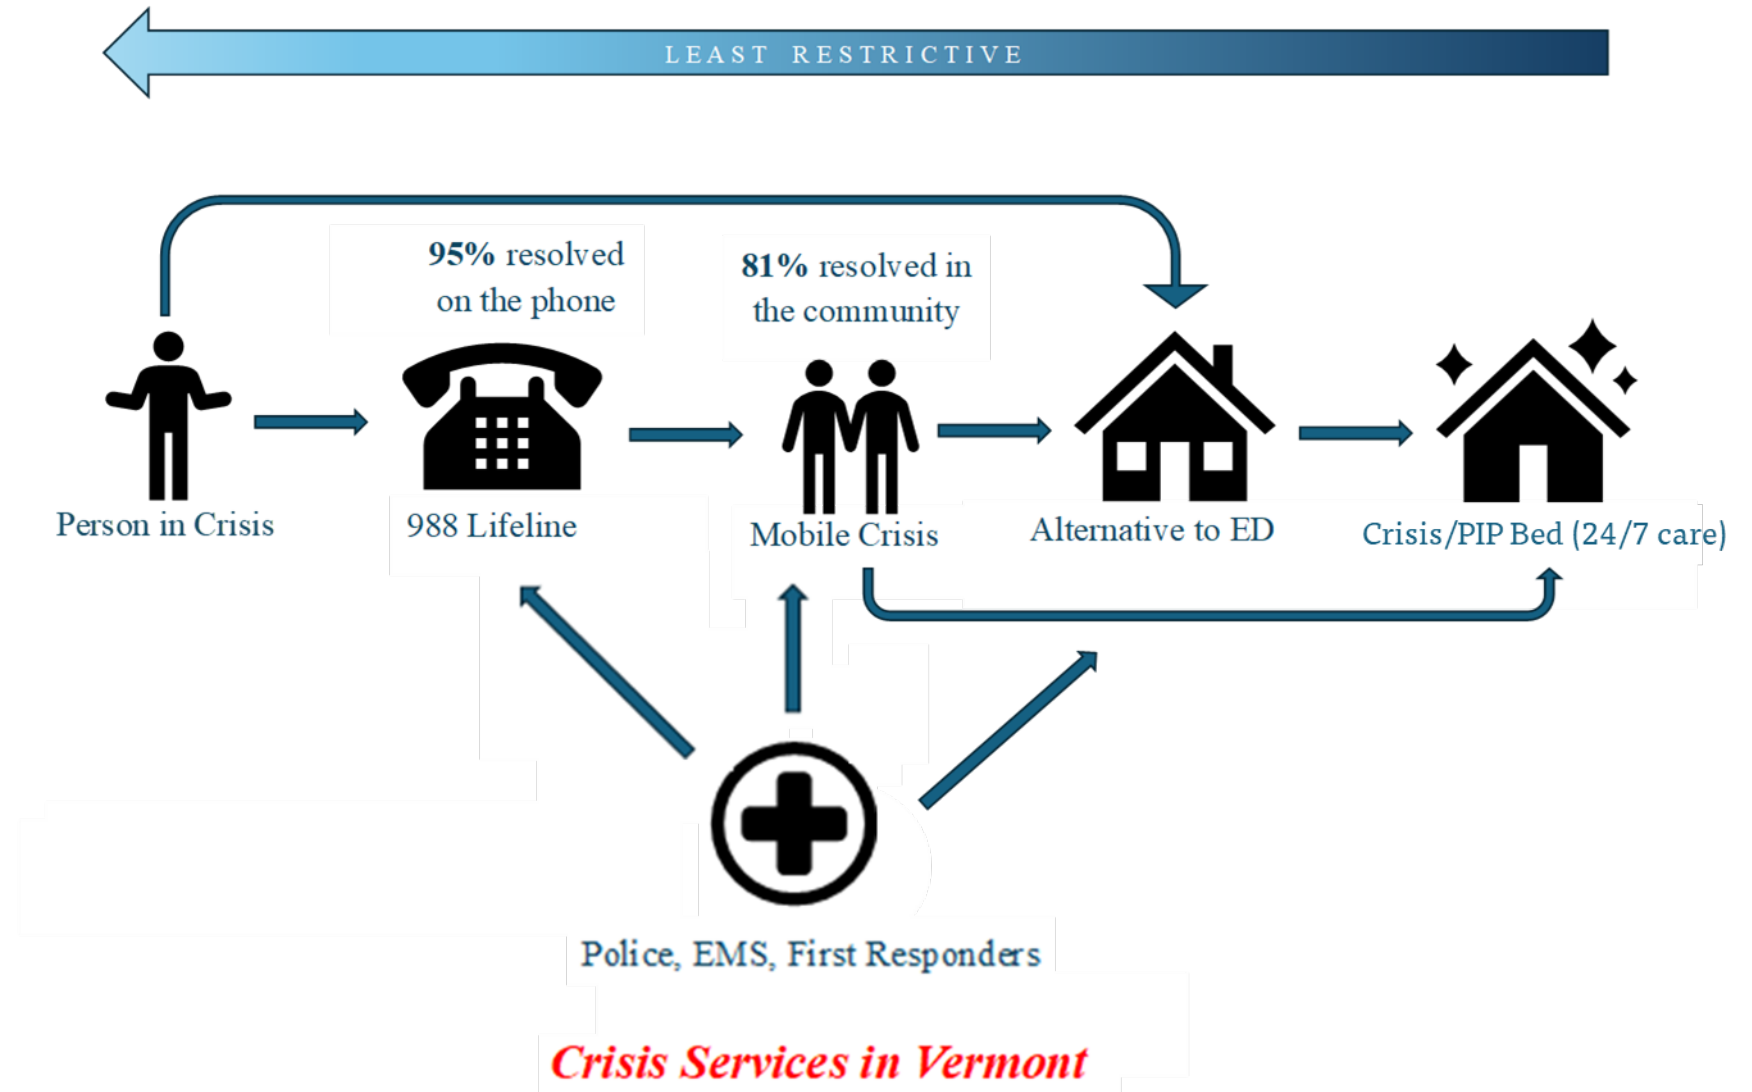 LEAST RESTRICTIVE
95% resolved
on the phone
81% resolved in
the community
Person in Crisis
988 Lifeline
Mobile Crisis
Alternative to ED
Crisis/PIP Bed (24/7 care)
Police, EMS, First Responders
Crisis Services in Vermont